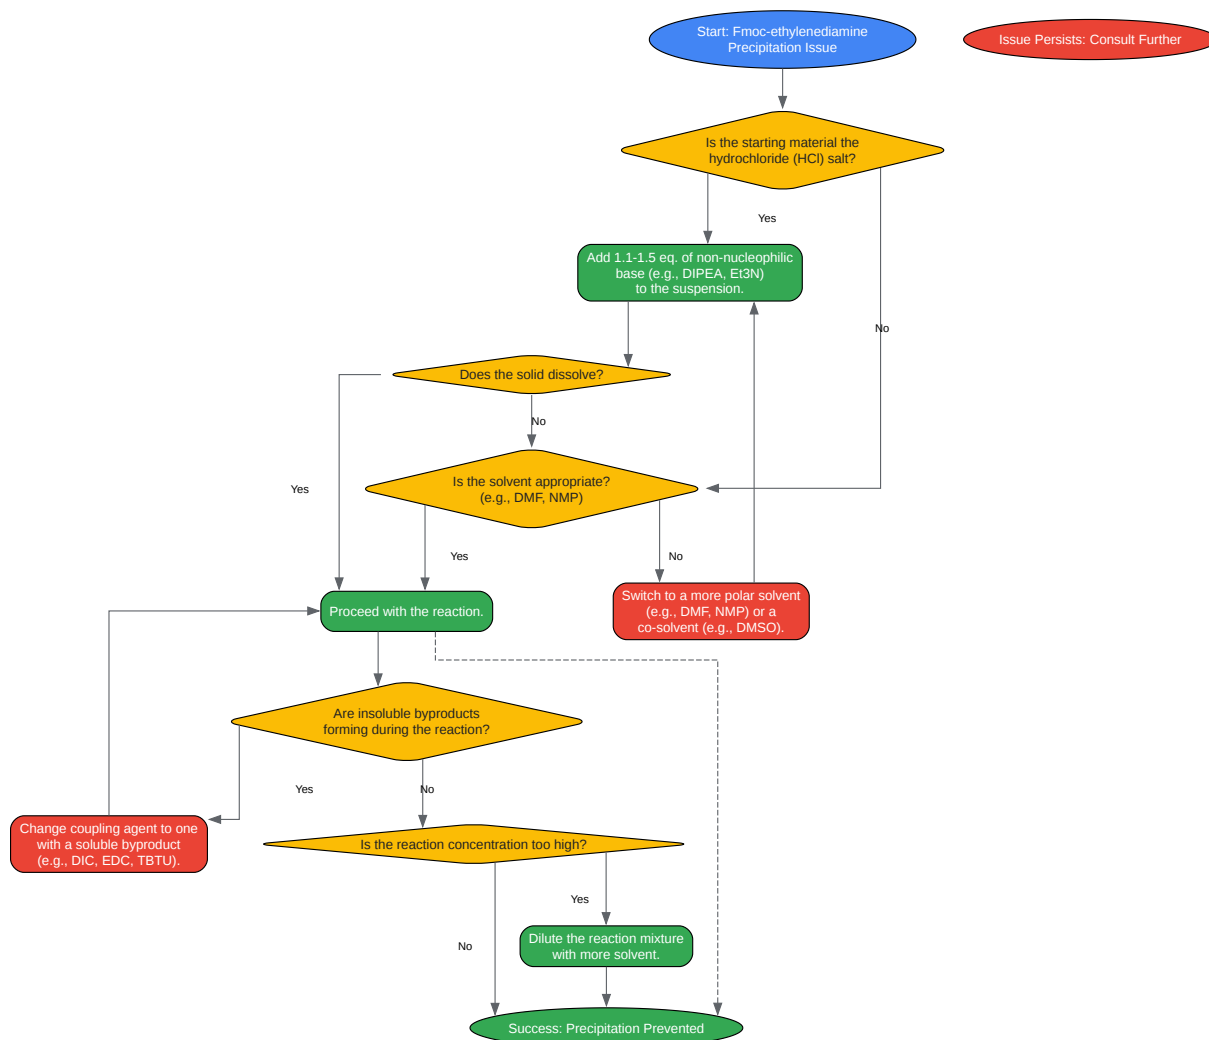 Start: Fmoc-ethylenediamine
Precipitation Issue
Issue Persists: Consult Further
Is the starting material the
hydrochloride (HCl) salt?
Yes
Add 1.1-1.5 eq. of non-nucleophilic
base (e.g., DIPEA, Et3N)
to the suspension.
No
Does the solid dissolve?
No
Is the solvent appropriate?
(e.g., DMF, NMP)
Yes
Yes
No
Switch to a more polar solvent
(e.g., DMF, NMP) or a
co-solvent (e.g., DMSO).
Proceed with the reaction.
Are insoluble byproducts
forming during the reaction?
Yes
No
Change coupling agent to one
with a soluble byproduct
(e.g., DIC, EDC, TBTU).
Is the reaction concentration too high?
Yes
No
Dilute the reaction mixture
with more solvent.
Success: Precipitation Prevented